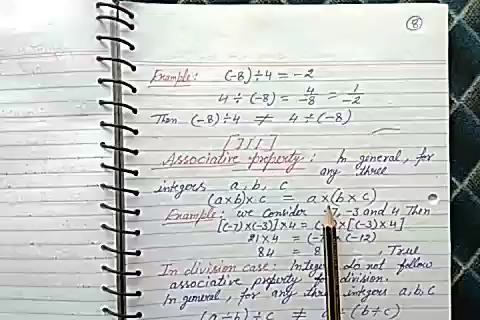 8
Example: (-8) ÷ 4 = -2
4 ÷ (-8) = 4/-8 = 1/-2
Then (-8) ÷ 4 ≠ 4 ÷ (-8)
[III]
Associative property: In general, for
any three
integers a, b, c
(a×b)×c = a×(b×c)
Example: we consider -7, -3 and 4 Then
[(-7)×(-3)]×4 = (-7)×[(-3)×4]
21×4 = (-7)×(-12)
84 = 8 True
In division case: Integers do not follow
associative property division.
In general, for any three integers a, b, c
(a÷b)÷c ≠ ÷(b÷c)